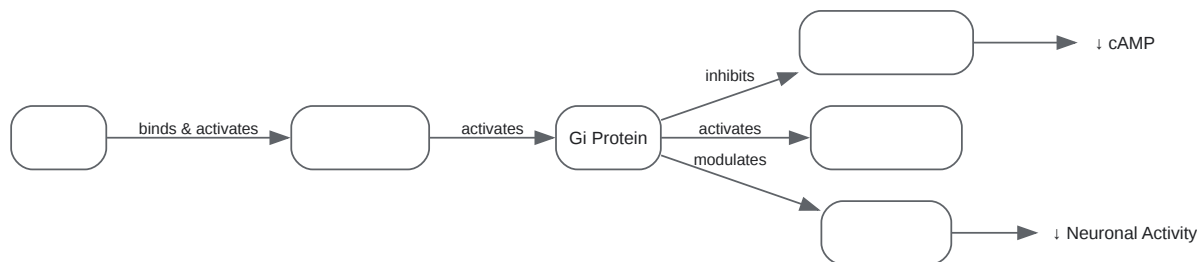 inhibits
↓ cAMP
binds & activates
activates
Gi Protein
activates
modulates
↓ Neuronal Activity